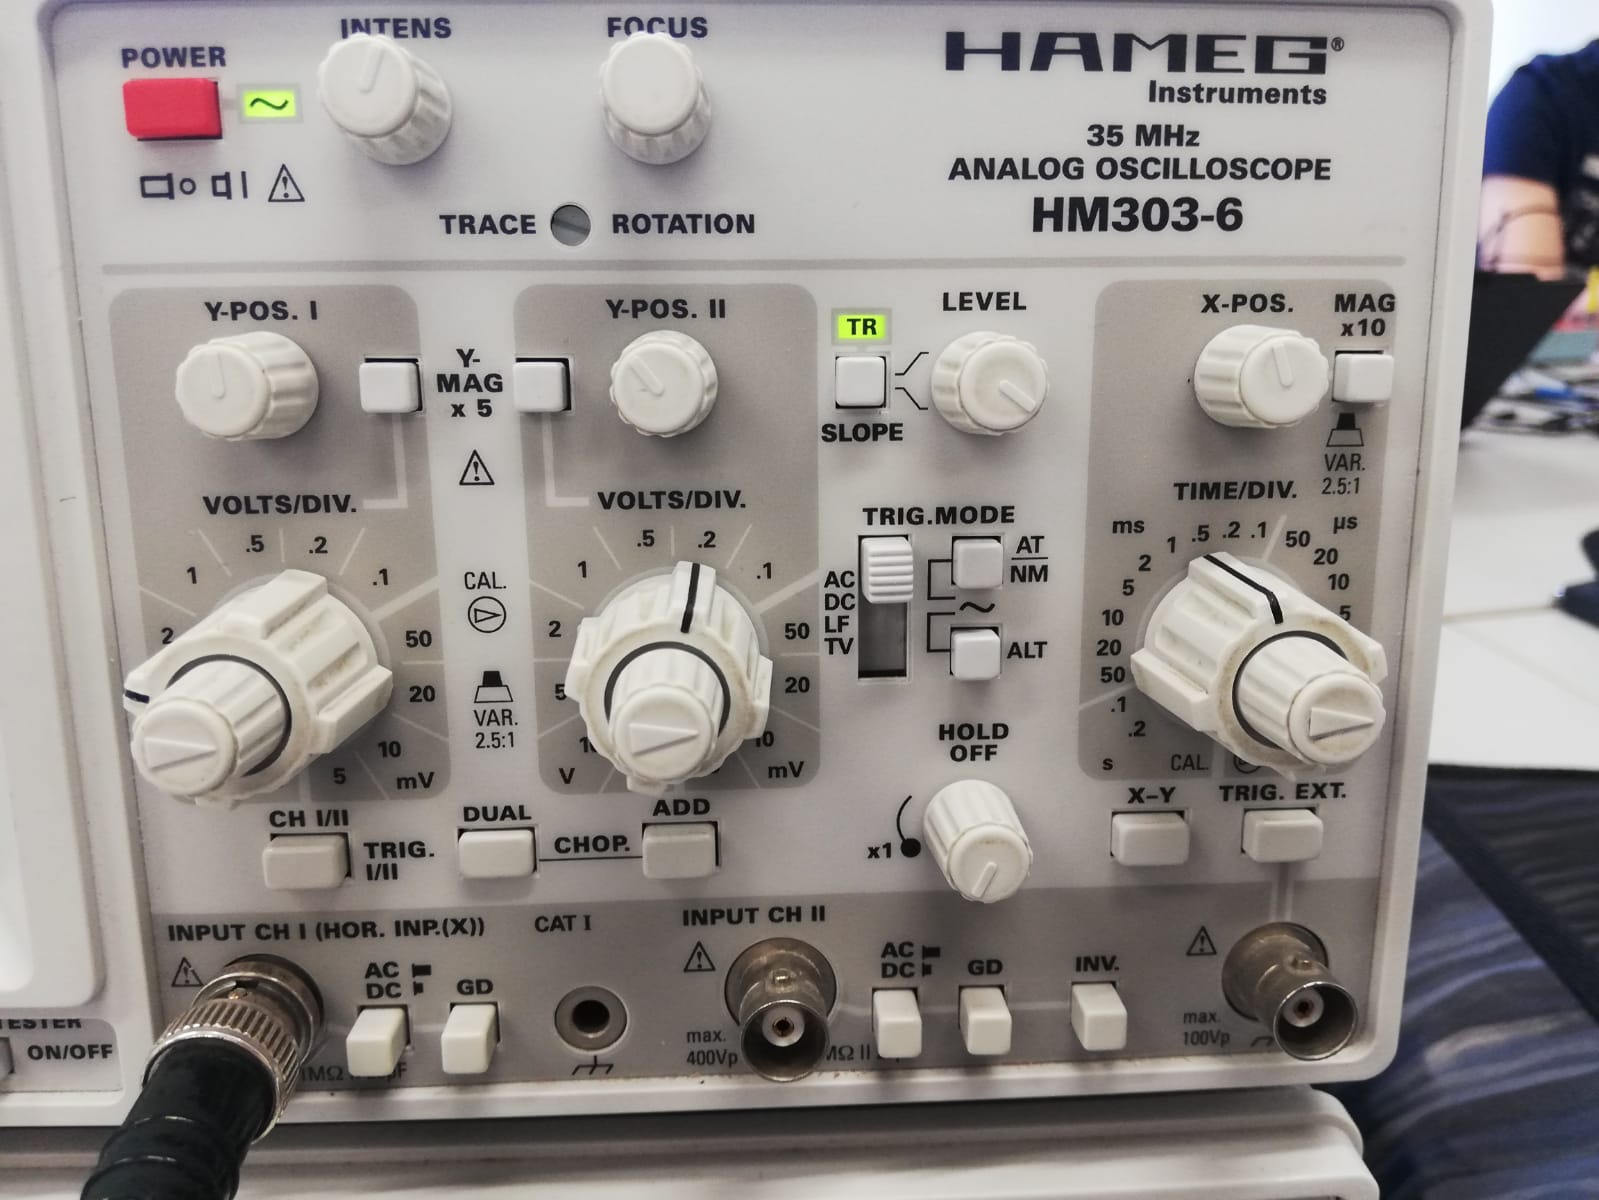 INTENS
FOCUS
POWER
HAMEG®
Instruments
35 MHz
ANALOG OSCILLOSCOPE
HM303-6
TRACE ROTATION
Y-POS. I
Y-MAG
x 5
Y-POS. II
TR
SLOPE
LEVEL
X-POS.
MAG
x10
VAR.
2.5:1
VOLTS/DIV.
2
1
.5
.2
.1
50
20
10
5
mV
CAL.
VAR.
2.5:1
VOLTS/DIV.
V
5
2
1
.5
.2
.1
50
20
mV
TRIG.MODE
AC
DC
LF
TV
AT
NM
~
ALT
TIME/DIV.
ms
s
.2
.1
50
20
10
5
2
1
.5
.2
.1
50
20
10
5
µs
CAL.
HOLD
OFF
x1
CH I/II
TRIG.
I/II
DUAL
CHOP.
ADD
X-Y
TRIG. EXT.
INPUT CH I (HOR. INP.(X))
CAT I
INPUT CH II
AC
DC
GD
AC
DC
GD
INV.
max.
400Vp
max.
100Vp
ON/OFF